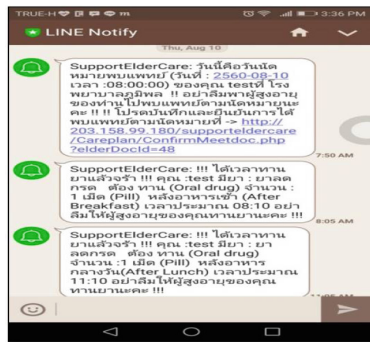 TRUE-H
3:36 PM
LINE Notify
Thu, Aug 10
SupportElderCare: วันนี้คือวันนัด
หมายพบแพทย์ (วันที่ : 2560-08-10
เวลา :08:00:00) ของคุณ testที่ โรง
พยาบาลภูมิพล !! อย่าลืมพาผู้สูงอายุ
ของท่านไปพบแพทย์ตามนัดหมายนะ
คะ !! !! โปรดบันทึกและยืนยันการได้
พบแพทย์ตามนัดหมายที่ -> http://
203.158.99.180/supporteldercare
/Careplan/ConfirmMeetdoc.php
?elderDocId=48
7:50 AM
SupportElderCare: !!! ได้เวลาทาน
ยาแล้วจร้า !!! คุณ :test มียา : ยาลด
กรด ต้อง ทาน (Oral drug) จำนวน :
1 เม็ด (Pill) หลังอาหารเช้า (After
Breakfast) เวลาประมาณ 08:10 อย่า
ลืมให้ผู้สูงอายุของคุณทานยานะคะ !!!
8:05 AM
SupportElderCare: !!! ได้เวลาทาน
ยาแล้วจร้า !!! คุณ :test มียา : ยา
ลดกรด ต้อง ทาน (Oral drug)
จำนวน :1 เม็ด (Pill) หลังอาหาร
กลางวัน(After Lunch) เวลาประมาณ
11:10 อย่าลืมให้ผู้สูงอายุของคุณ
ทานยานะคะ !!!
11:05 AM